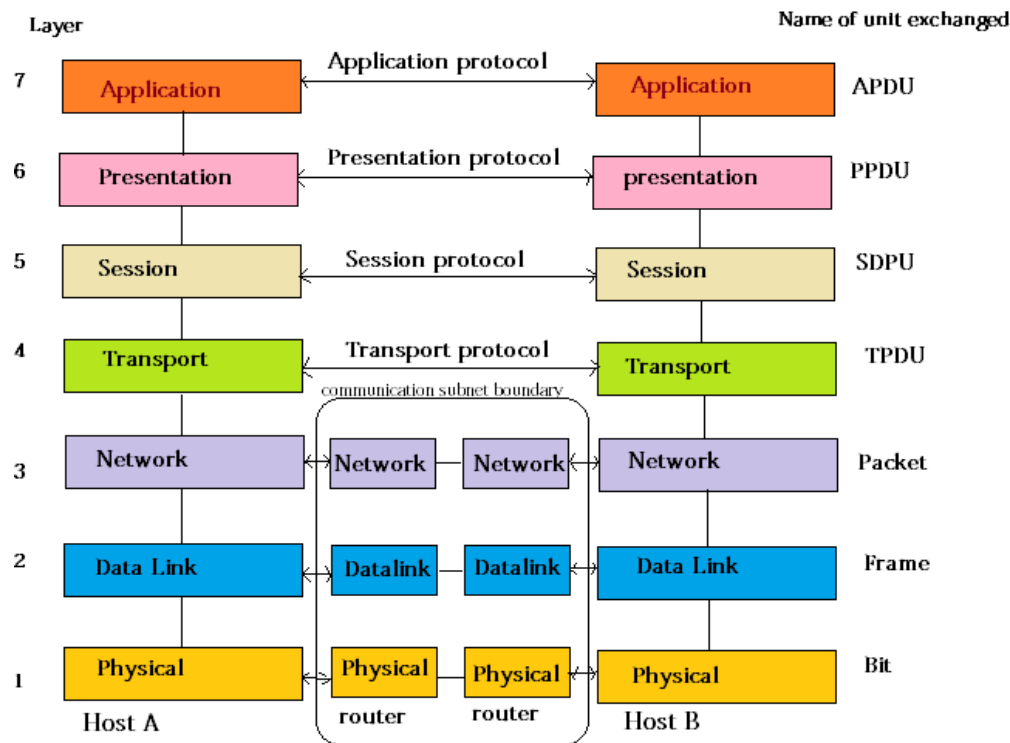 Layer
Name of unit exchanged
7
Application
Application protocol
Application
APDU
6
Presentation
Presentation protocol
presentation
PPDU
5
Session
Session protocol
Session
SDPU
4
Transport
Transport protocol
Transport
TPDU
communication subnet boundary
3
Network
Network
Network
Network
Packet
2
Data Link
Datalink
Datalink
Data Link
Frame
1
Physical
Physical
Physical
Physical
Bit
Host A
router
router
Host B